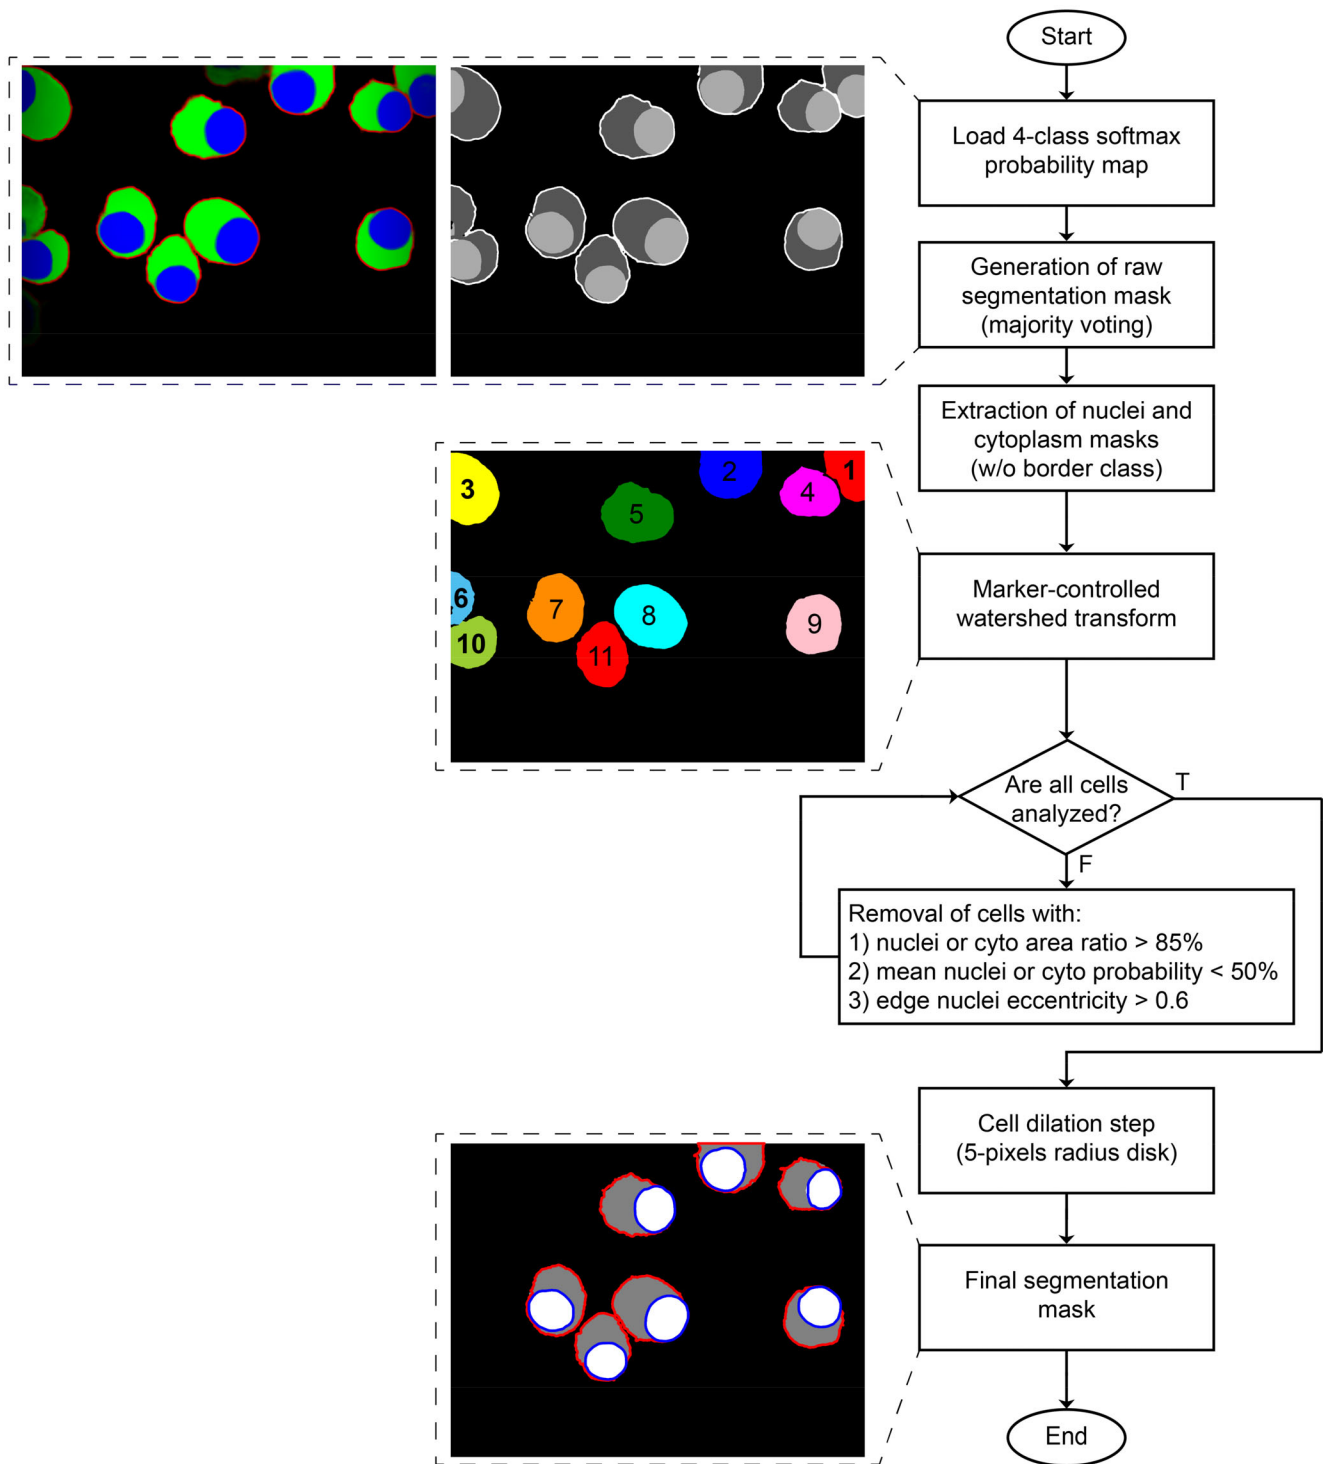 Start
Load 4-class softmax
probability map
Generation of raw
segmentation mask
(majority voting)
Extraction of nuclei and
cytoplasm masks
(w/o border class)
3
2
4
1
5
6
7
8
9
10
11
Marker-controlled
watershed transform
Are all cells
analyzed?
T
F
Removal of cells with:
1) nuclei or cyto area ratio > 85%
2) mean nuclei or cyto probability < 50%
3) edge nuclei eccentricity > 0.6
Cell dilation step
(5-pixels radius disk)
Final segmentation
mask
End